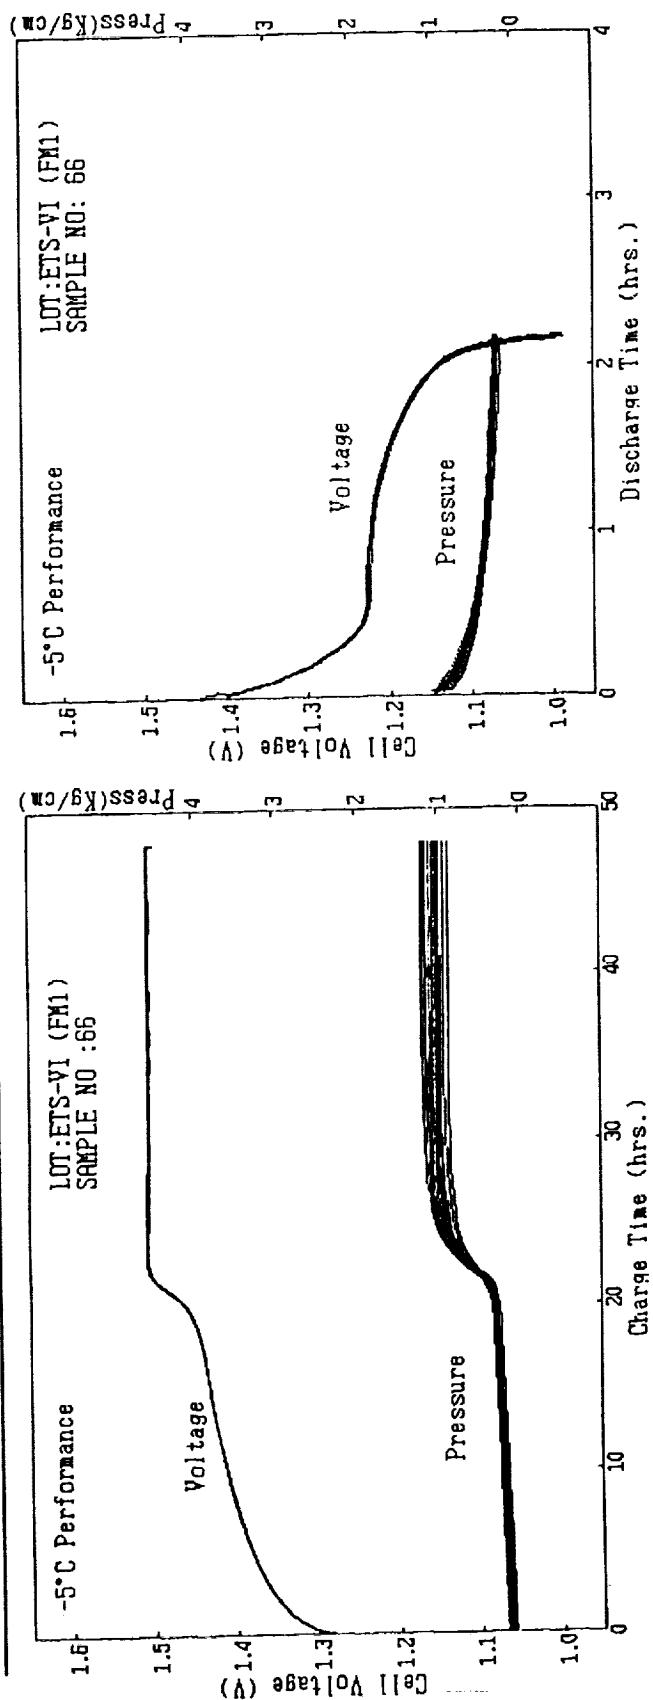 -5°C Performance
LOT:ETS-VI (FM1)
SAMPLE NO :66
Press(Kg/cm)
Cell Voltage (V)
1.6
1.5
1.4
1.3
1.2
1.1
1.0
4
3
2
1
0
Voltage
Pressure
0
10
20
30
40
50
Charge Time (hrs.)
-5°C Performance
LOT:ETS-VI (FM1)
SAMPLE NO: 66
Press(Kg/cm)
Cell Voltage (V)
1.6
1.5
1.4
1.3
1.2
1.1
1.0
4
3
2
1
0
Voltage
Pressure
0
1
2
3
4
Discharge Time (hrs.)